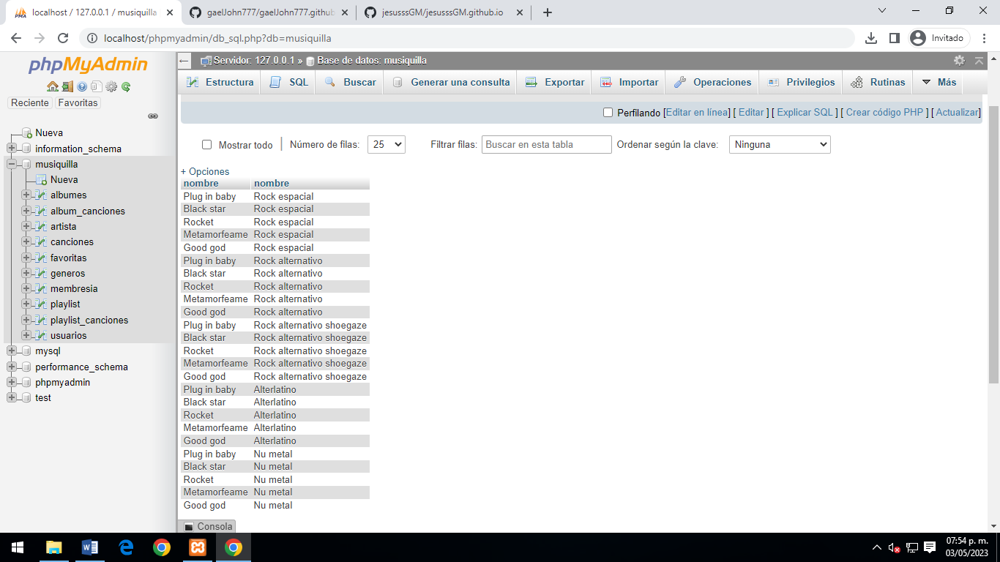 localhost / 127.0.0.1 / musiquilla
gaelJohn777/gaelJohn777.github
jesusssGM/jesusssGM.github.io
localhost/phpmyadmin/db_sql.php?db=musiquilla
Invitado
phpMyAdmin
Reciente
Favoritas
Nueva
information_schema
musiquilla
Nueva
albumes
album_canciones
artista
canciones
favoritas
generos
membresia
playlist
playlist_canciones
usuarios
mysql
performance_schema
phpmyadmin
test
Servidor: 127.0.0.1 » Base de datos: musiquilla
Estructura SQL Buscar Generar una consulta Exportar Importar Operaciones Privilegios Rutinas Más
Perfilando [Editar en línea] [ Editar ] [ Explicar SQL ] [ Crear código PHP ] [ Actualizar]
Mostrar todo Número de filas: 25 Filtrar filas: Buscar en esta tabla Ordenar según la clave: Ninguna
+ Opciones
nombre nombre
Plug in baby Rock espacial
Black star Rock espacial
Rocket Rock espacial
Metamorfeame Rock espacial
Good god Rock espacial
Plug in baby Rock alternativo
Black star Rock alternativo
Rocket Rock alternativo
Metamorfeame Rock alternativo
Good god Rock alternativo
Plug in baby Rock alternativo shoegaze
Black star Rock alternativo shoegaze
Rocket Rock alternativo shoegaze
Metamorfeame Rock alternativo shoegaze
Good god Rock alternativo shoegaze
Plug in baby Alterlatino
Black star Alterlatino
Rocket Alterlatino
Metamorfeame Alterlatino
Good god Alterlatino
Plug in baby Nu metal
Black star Nu metal
Rocket Nu metal
Metamorfeame Nu metal
Good god Nu metal
Consola
07:54 p. m.
03/05/2023